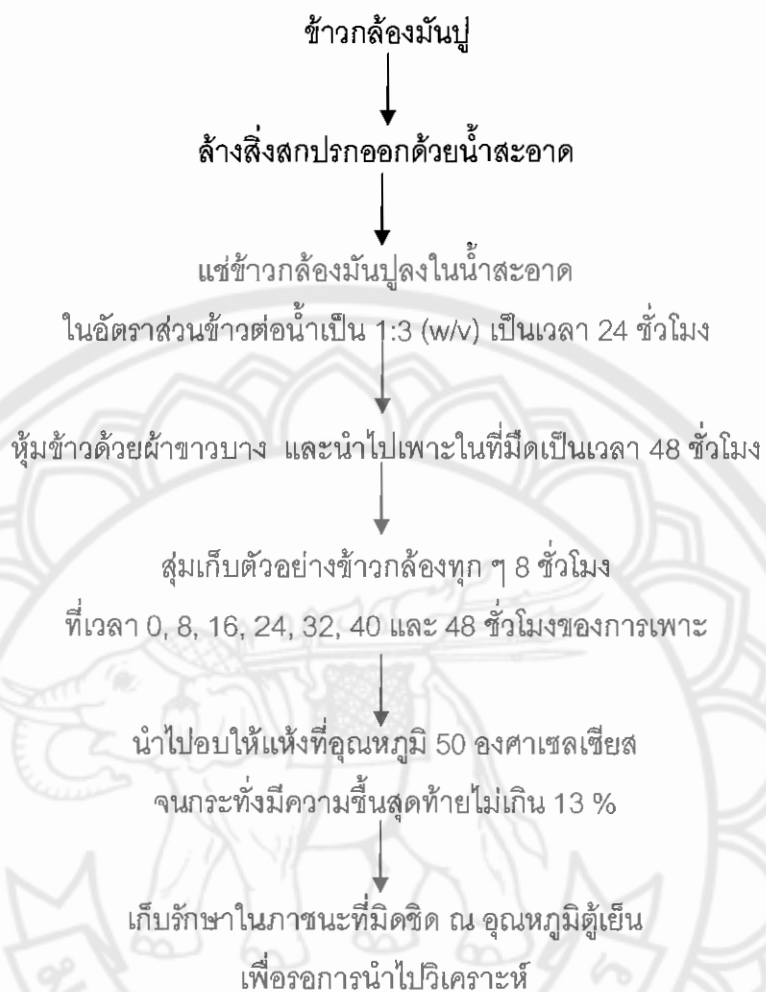 ข้าวกล้องมันปู
ล้างสิ่งสกปรกออกด้วยน้ำสะอาด
แช่ข้าวกล้องมันปูลงในน้ำสะอาด
ในอัตราส่วนข้าวต่อน้ำเป็น 1:3 (w/v) เป็นเวลา 24 ชั่วโมง
หุ้มข้าวด้วยผ้าขาวบาง และนำไปเพาะในที่มืดเป็นเวลา 48 ชั่วโมง
สุ่มเก็บตัวอย่างข้าวกล้องทุก ๆ 8 ชั่วโมง
ที่เวลา 0, 8, 16, 24, 32, 40 และ 48 ชั่วโมงของการเพาะ
นำไปอบให้แห้งที่อุณหภูมิ 50 องศาเซลเซียส
จนกระทั่งมีความชื้นสุดท้ายไม่เกิน 13 %
เก็บรักษาในภาชนะที่มิดชิด ณ อุณหภูมิตู้เย็น
เพื่อรอการนำไปวิเคราะห์